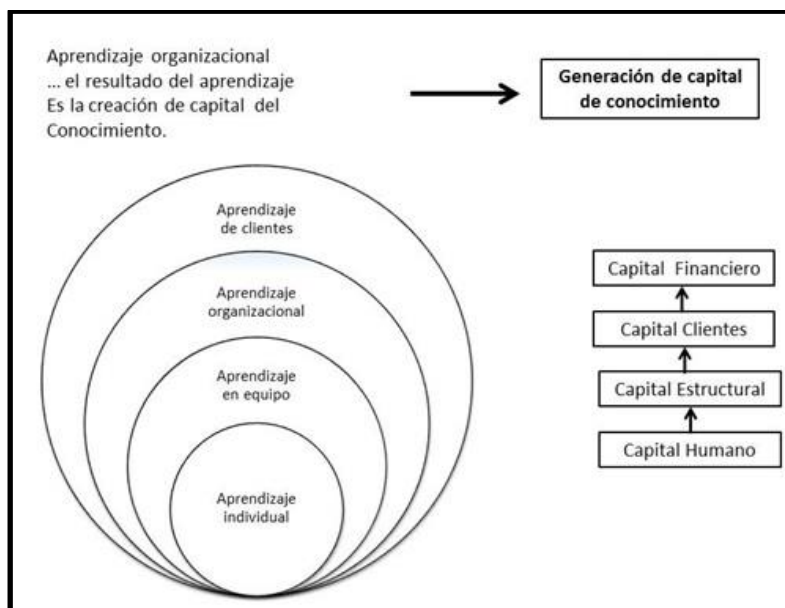 Aprendizaje organizacional
... el resultado del aprendizaje
Es la creación de capital del
Conocimiento.
Generación de capital
de conocimiento
Aprendizaje
de clientes
Aprendizaje
organizacional
Aprendizaje
en equipo
Aprendizaje
individual
Capital Financiero
Capital Clientes
Capital Estructural
Capital Humano